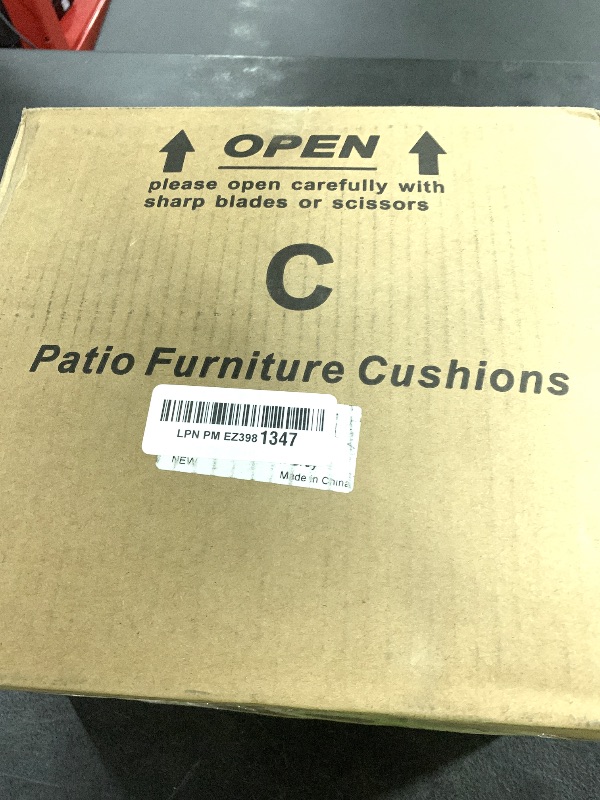 OPEN
please open carefully with
sharp blades or scissors
C
Patio Furniture Cushions
LPN PM EZ398 1347
NEW
Made in China